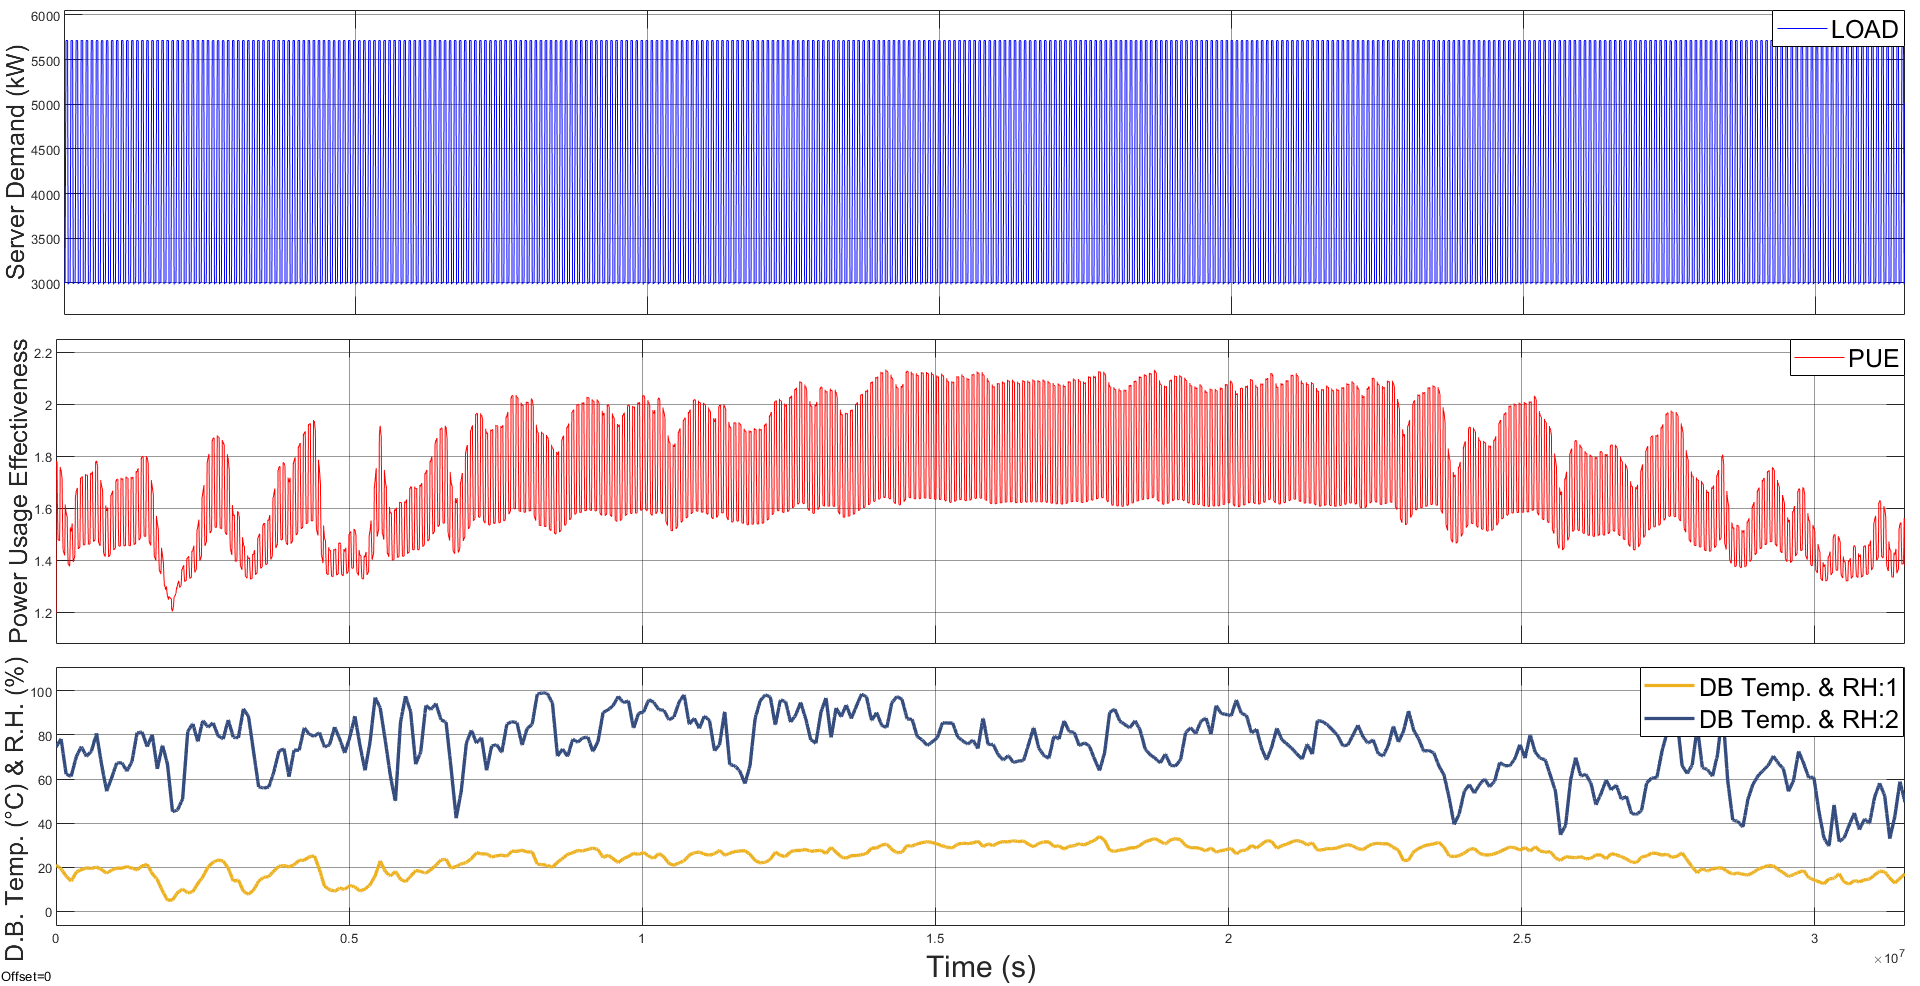 Server Demand (kW)
6000
5500
5000
4500
4000
3500
3000
LOAD
Power Usage Effectiveness
2.2
2
1.8
1.6
1.4
1.2
PUE
D.B. Temp. (°C) & R.H. (%)
100
80
60
40
20
0
DB Temp. & RH:1
DB Temp. & RH:2
0 0.5 1 1.5 2 2.5 3
×10⁷
Time (s)
Offset=0